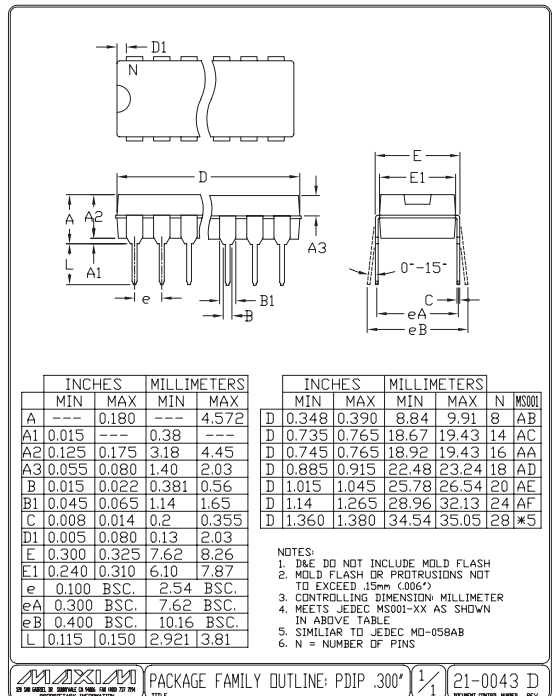 D1
N
D
E
E1
A
A2
A3
L
A1
0°-15°
e
B1
B
C
eA
eB
INCHES MILLIMETERS
MIN MAX MIN MAX
A --- 0.180 --- 4.572
A1 0.015 --- 0.38 ---
A2 0.125 0.175 3.18 4.45
A3 0.055 0.080 1.40 2.03
B 0.015 0.022 0.381 0.56
B1 0.045 0.065 1.14 1.65
C 0.008 0.014 0.2 0.355
D1 0.005 0.080 0.13 2.03
E 0.300 0.325 7.62 8.26
E1 0.240 0.310 6.10 7.87
e 0.100 BSC. 2.54 BSC.
eA 0.300 BSC. 7.62 BSC.
eB 0.400 BSC. 10.16 BSC.
L 0.115 0.150 2.921 3.81
INCHES MILLIMETERS
MIN MAX MIN MAX N MS001
D 0.348 0.390 8.84 9.91 8 AB
D 0.735 0.765 18.67 19.43 14 AC
D 0.745 0.765 18.92 19.43 16 AA
D 0.885 0.915 22.48 23.24 18 AD
D 1.015 1.045 25.78 26.54 20 AE
D 1.14 1.265 28.96 32.13 24 AF
D 1.360 1.380 34.54 35.05 28 *5
NOTES:
1. D&E DO NOT INCLUDE MOLD FLASH
2. MOLD FLASH OR PROTRUSIONS NOT
TO EXCEED .15mm (.006")
3. CONTROLLING DIMENSION: MILLIMETER
4. MEETS JEDEC MS001-XX AS SHOWN
IN ABOVE TABLE
5. SIMILIAR TO JEDEC MO-058AB
6. N = NUMBER OF PINS
MAXIM
PROPRIETARY INFORMATION
PACKAGE FAMILY OUTLINE: PDIP .300"
TITLE
1/1
21-0043 D
DOCUMENT CONTROL NUMBER REV